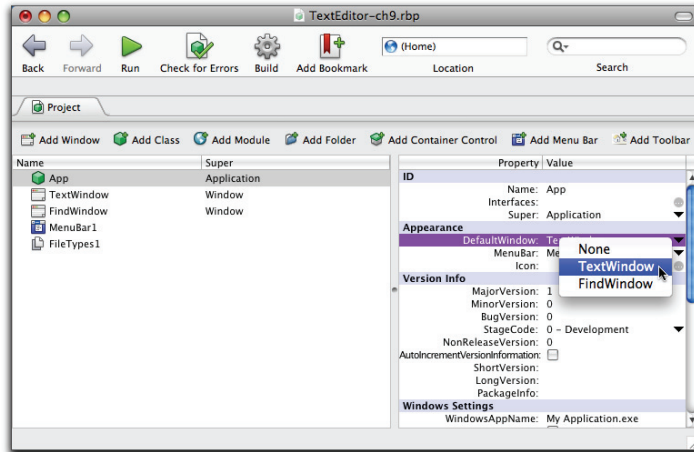 TextEditor-ch9.rbp
Back Forward Run Check for Errors Build Add Bookmark Location Search
(Home)
Project
Add Window Add Class Add Module Add Folder Add Container Control Add Menu Bar Add Toolbar
Name Super
App Application
TextWindow Window
FindWindow Window
MenuBar1
FileTypes1
Property Value
ID
Name: App
Interfaces:
Super: Application
Appearance
DefaultWindow:
MenuBar:
Icon:
None
TextWindow
FindWindow
Version Info
MajorVersion: 1
MinorVersion: 0
BugVersion: 0
StageCode: 0 – Development
NonReleaseVersion: 0
AutoIncrementVersionInformation:
ShortVersion:
LongVersion:
PackageInfo:
Windows Settings
WindowsAppName: My Application.exe